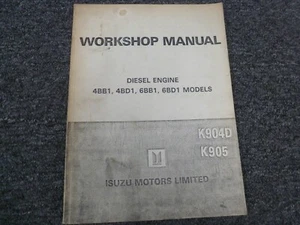 WORKSHOP MANUAL
DIESEL ENGINE
4BB1, 4BD1, 6BB1, 6BD1 MODELS
K904D
K905
ISUZU MOTORS LIMITED